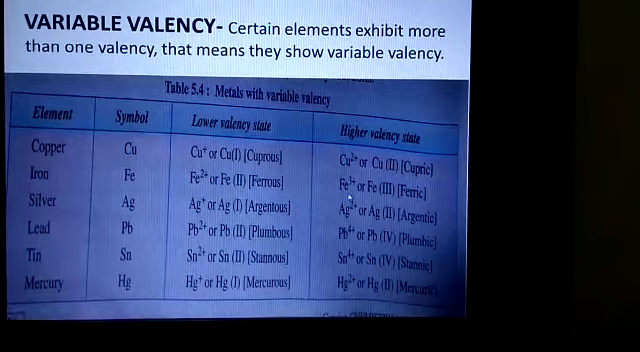 VARIABLE VALENCY- Certain elements exhibit more
than one valency, that means they show variable valency.
Table 5.4 : Metals with variable valency
Element Symbol Lower valency state Higher valency state
Copper Cu Cu⁺ or Cu(I) [Cuprous] Cu²⁺ or Cu (II) [Cupric]
Iron Fe Fe²⁺ or Fe (II) [Ferrous] Fe³⁺ or Fe (III) [Ferric]
Silver Ag Ag⁺ or Ag (I) [Argentous] Ag²⁺ or Ag (II) [Argentic]
Lead Pb Pb²⁺ or Pb (II) [Plumbous] Pb⁴⁺ or Pb (IV) [Plumbic]
Tin Sn Sn²⁺ or Sn (II) [Stannous] Sn⁴⁺ or Sn (IV) [Stannic]
Mercury Hg Hg⁺ or Hg (I) [Mercurous] Hg²⁺ or Hg (II) [Mercuric]